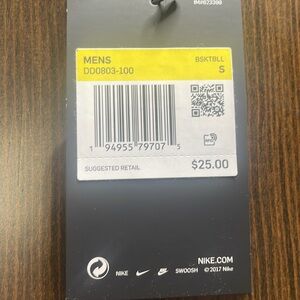 MENS
BSKTBLL
DD0803-100
S
1 94955 79707 5
SUGGESTED RETAIL
$25.00
NIKE.COM
NIKE
SWOOSH © 2017 Nike